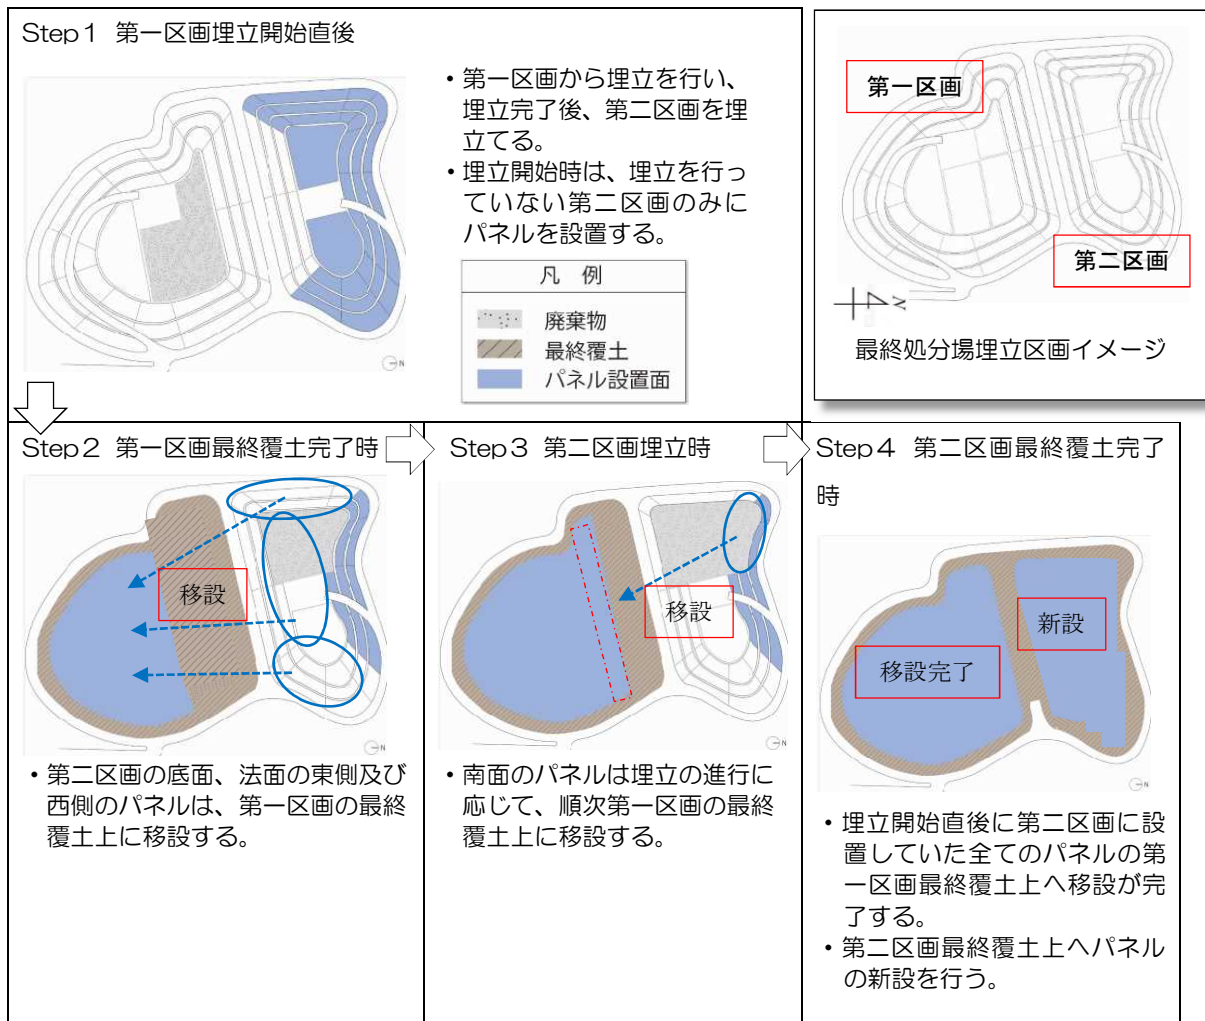 Step1 第一区画埋立開始直後
・第一区画から埋立を行い、
埋立完了後、第二区画を埋
立てる。
・埋立開始時は、埋立を行っ
ていない第二区画のみに
パネルを設置する。
凡 例
廃棄物
最終覆土
パネル設置面
N
第一区画
第二区画
N
最終処分場埋立区画イメージ
Step2 第一区画最終覆土完了時
移設
N
・第二区画の底面、法面の東側及び
西側のパネルは、第一区画の最終
覆土上に移設する。
Step3 第二区画埋立時
移設
N
・南面のパネルは埋立の進行に
応じて、順次第一区画の最終
覆土上に移設する。
Step4 第二区画最終覆土完了
時
新設
移設完了
N
・埋立開始直後に第二区画に設
置していた全てのパネルの第
一区画最終覆土上へ移設が完
了する。
・第二区画最終覆土上へパネル
の新設を行う。